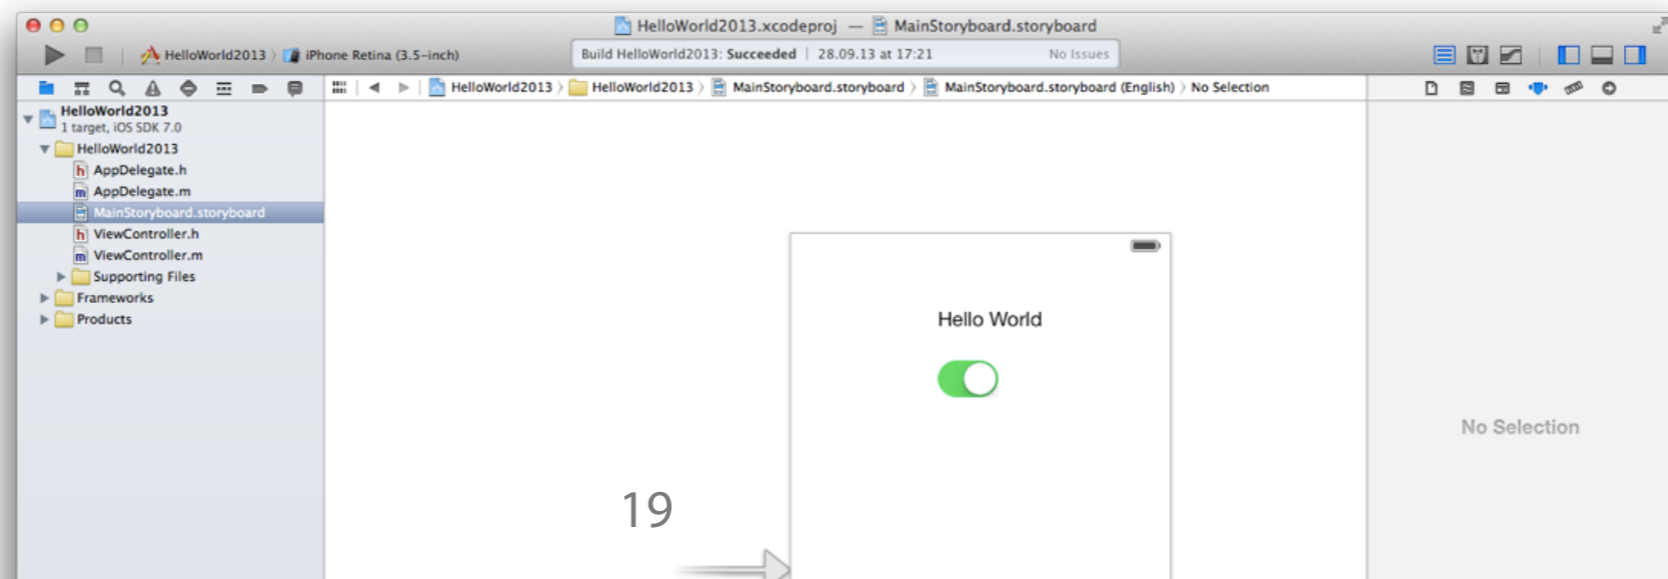 HelloWorld2013.xcodeproj — MainStoryboard.storyboard
HelloWorld2013 iPhone Retina (3.5-inch)
Build HelloWorld2013: Succeeded | 28.09.13 at 17:21 No Issues
HelloWorld2013 HelloWorld2013 MainStoryboard.storyboard MainStoryboard.storyboard (English) No Selection
HelloWorld2013
1 target, iOS SDK 7.0
HelloWorld2013
h AppDelegate.h
m AppDelegate.m
MainStoryboard.storyboard
h ViewController.h
m ViewController.m
Supporting Files
Frameworks
Products
Hello World
No Selection
19